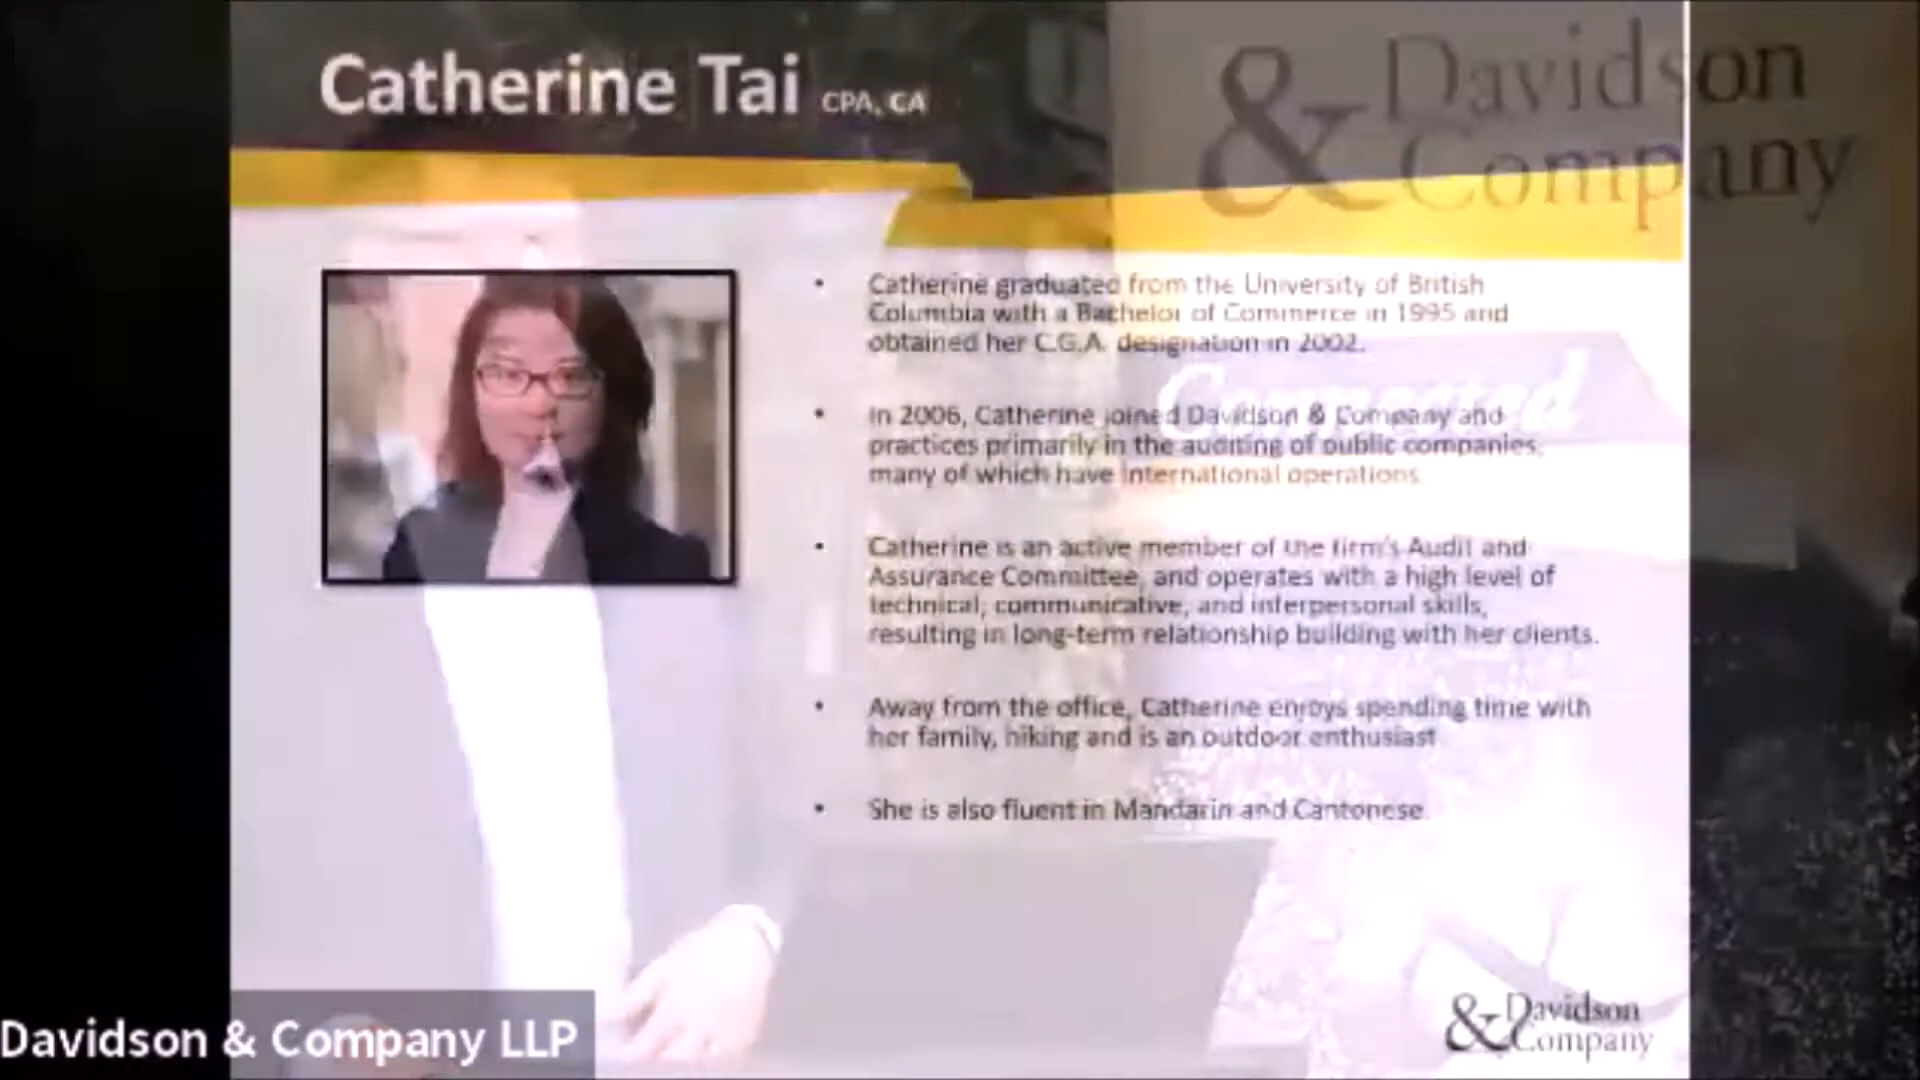 Catherine Tai CPA, CA
& Davidson
Company
• Catherine graduated from the University of British
Columbia with a Bachelor of Commerce in 1995 and
obtained her C.G.A. designation in 2002.
Connected
• In 2006, Catherine joined Davidson & Company and
practices primarily in the auditing of public companies,
many of which have international operations.
• Catherine is an active member of the firm's Audit and
Assurance Committee, and operates with a high level of
technical, communicative, and interpersonal skills,
resulting in long-term relationship building with her clients.
• Away from the office, Catherine enjoys spending time with
her family, hiking and is an outdoor enthusiast.
• She is also fluent in Mandarin and Cantonese.
Davidson & Company LLP
& Davidson
Company